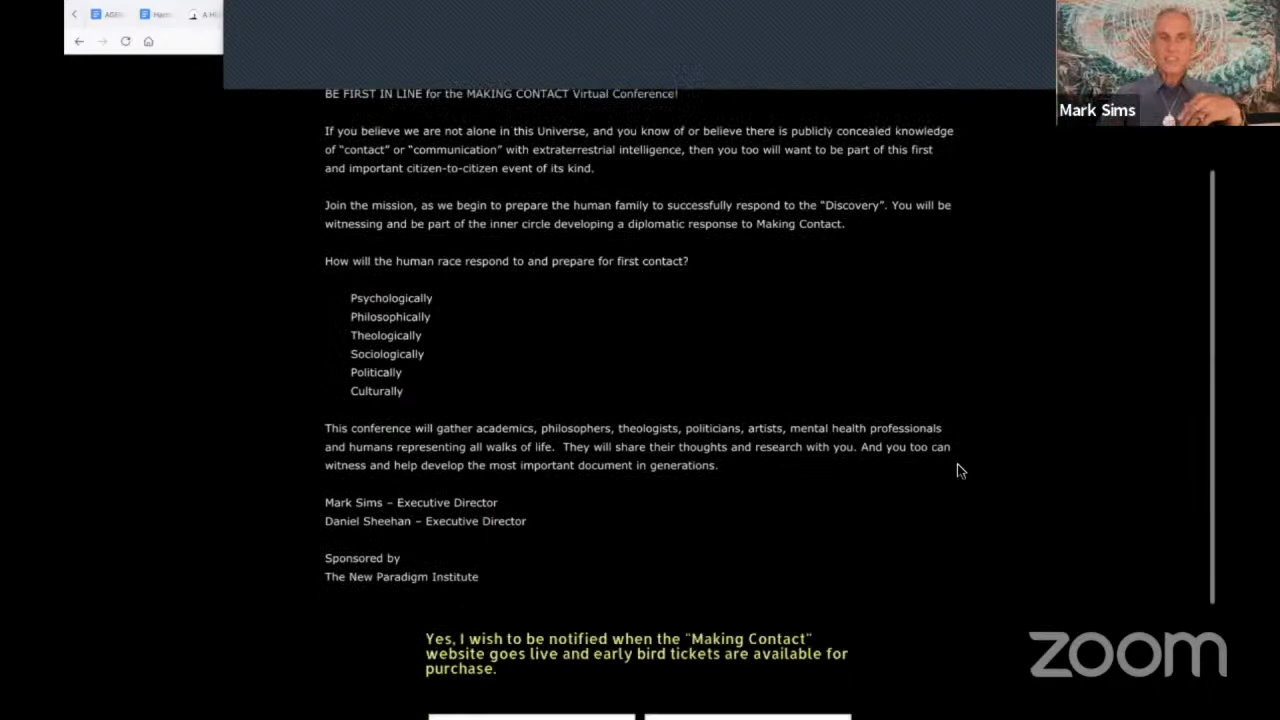 A Hi
Mark Sims
BE FIRST IN LINE for the MAKING CONTACT Virtual Conference!
If you believe we are not alone in this Universe, and you know of or believe there is publicly concealed knowledge
of “contact” or “communication” with extraterrestrial intelligence, then you too will want to be part of this first
and important citizen-to-citizen event of its kind.
Join the mission, as we begin to prepare the human family to successfully respond to the “Discovery”. You will be
witnessing and be part of the inner circle developing a diplomatic response to Making Contact.
How will the human race respond to and prepare for first contact?
Psychologically
Philosophically
Theologically
Sociologically
Politically
Culturally
This conference will gather academics, philosophers, theologists, politicians, artists, mental health professionals
and humans representing all walks of life.  They will share their thoughts and research with you. And you too can
witness and help develop the most important document in generations.
Mark Sims – Executive Director
Daniel Sheehan – Executive Director
Sponsored by
The New Paradigm Institute
Yes, I wish to be notified when the "Making Contact"
website goes live and early bird tickets are available for
purchase.
zoom